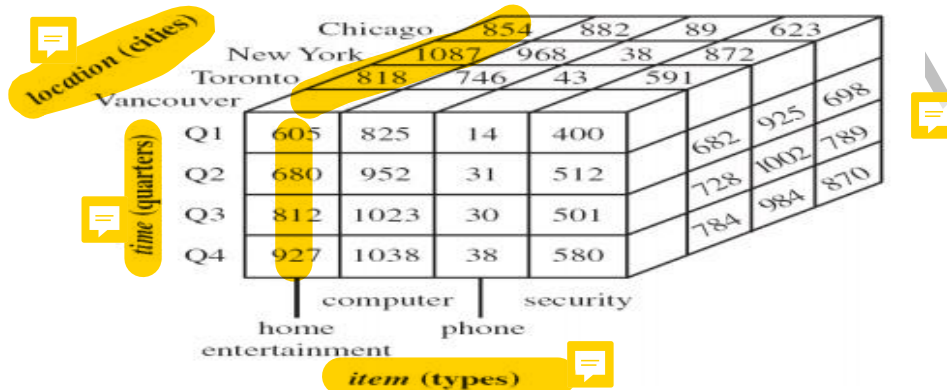 Chicago 854 882 89 623
location (cities)
New York 1087 968 38 872
Toronto 818 746 43 591
Vancouver
time (quarters)
Q1 605 825 14 400
682 925 698
Q2 680 952 31 512
728 1002 789
Q3 812 1023 30 501
784 984 870
Q4 927 1038 38 580
computer security
home phone
entertainment
item (types)